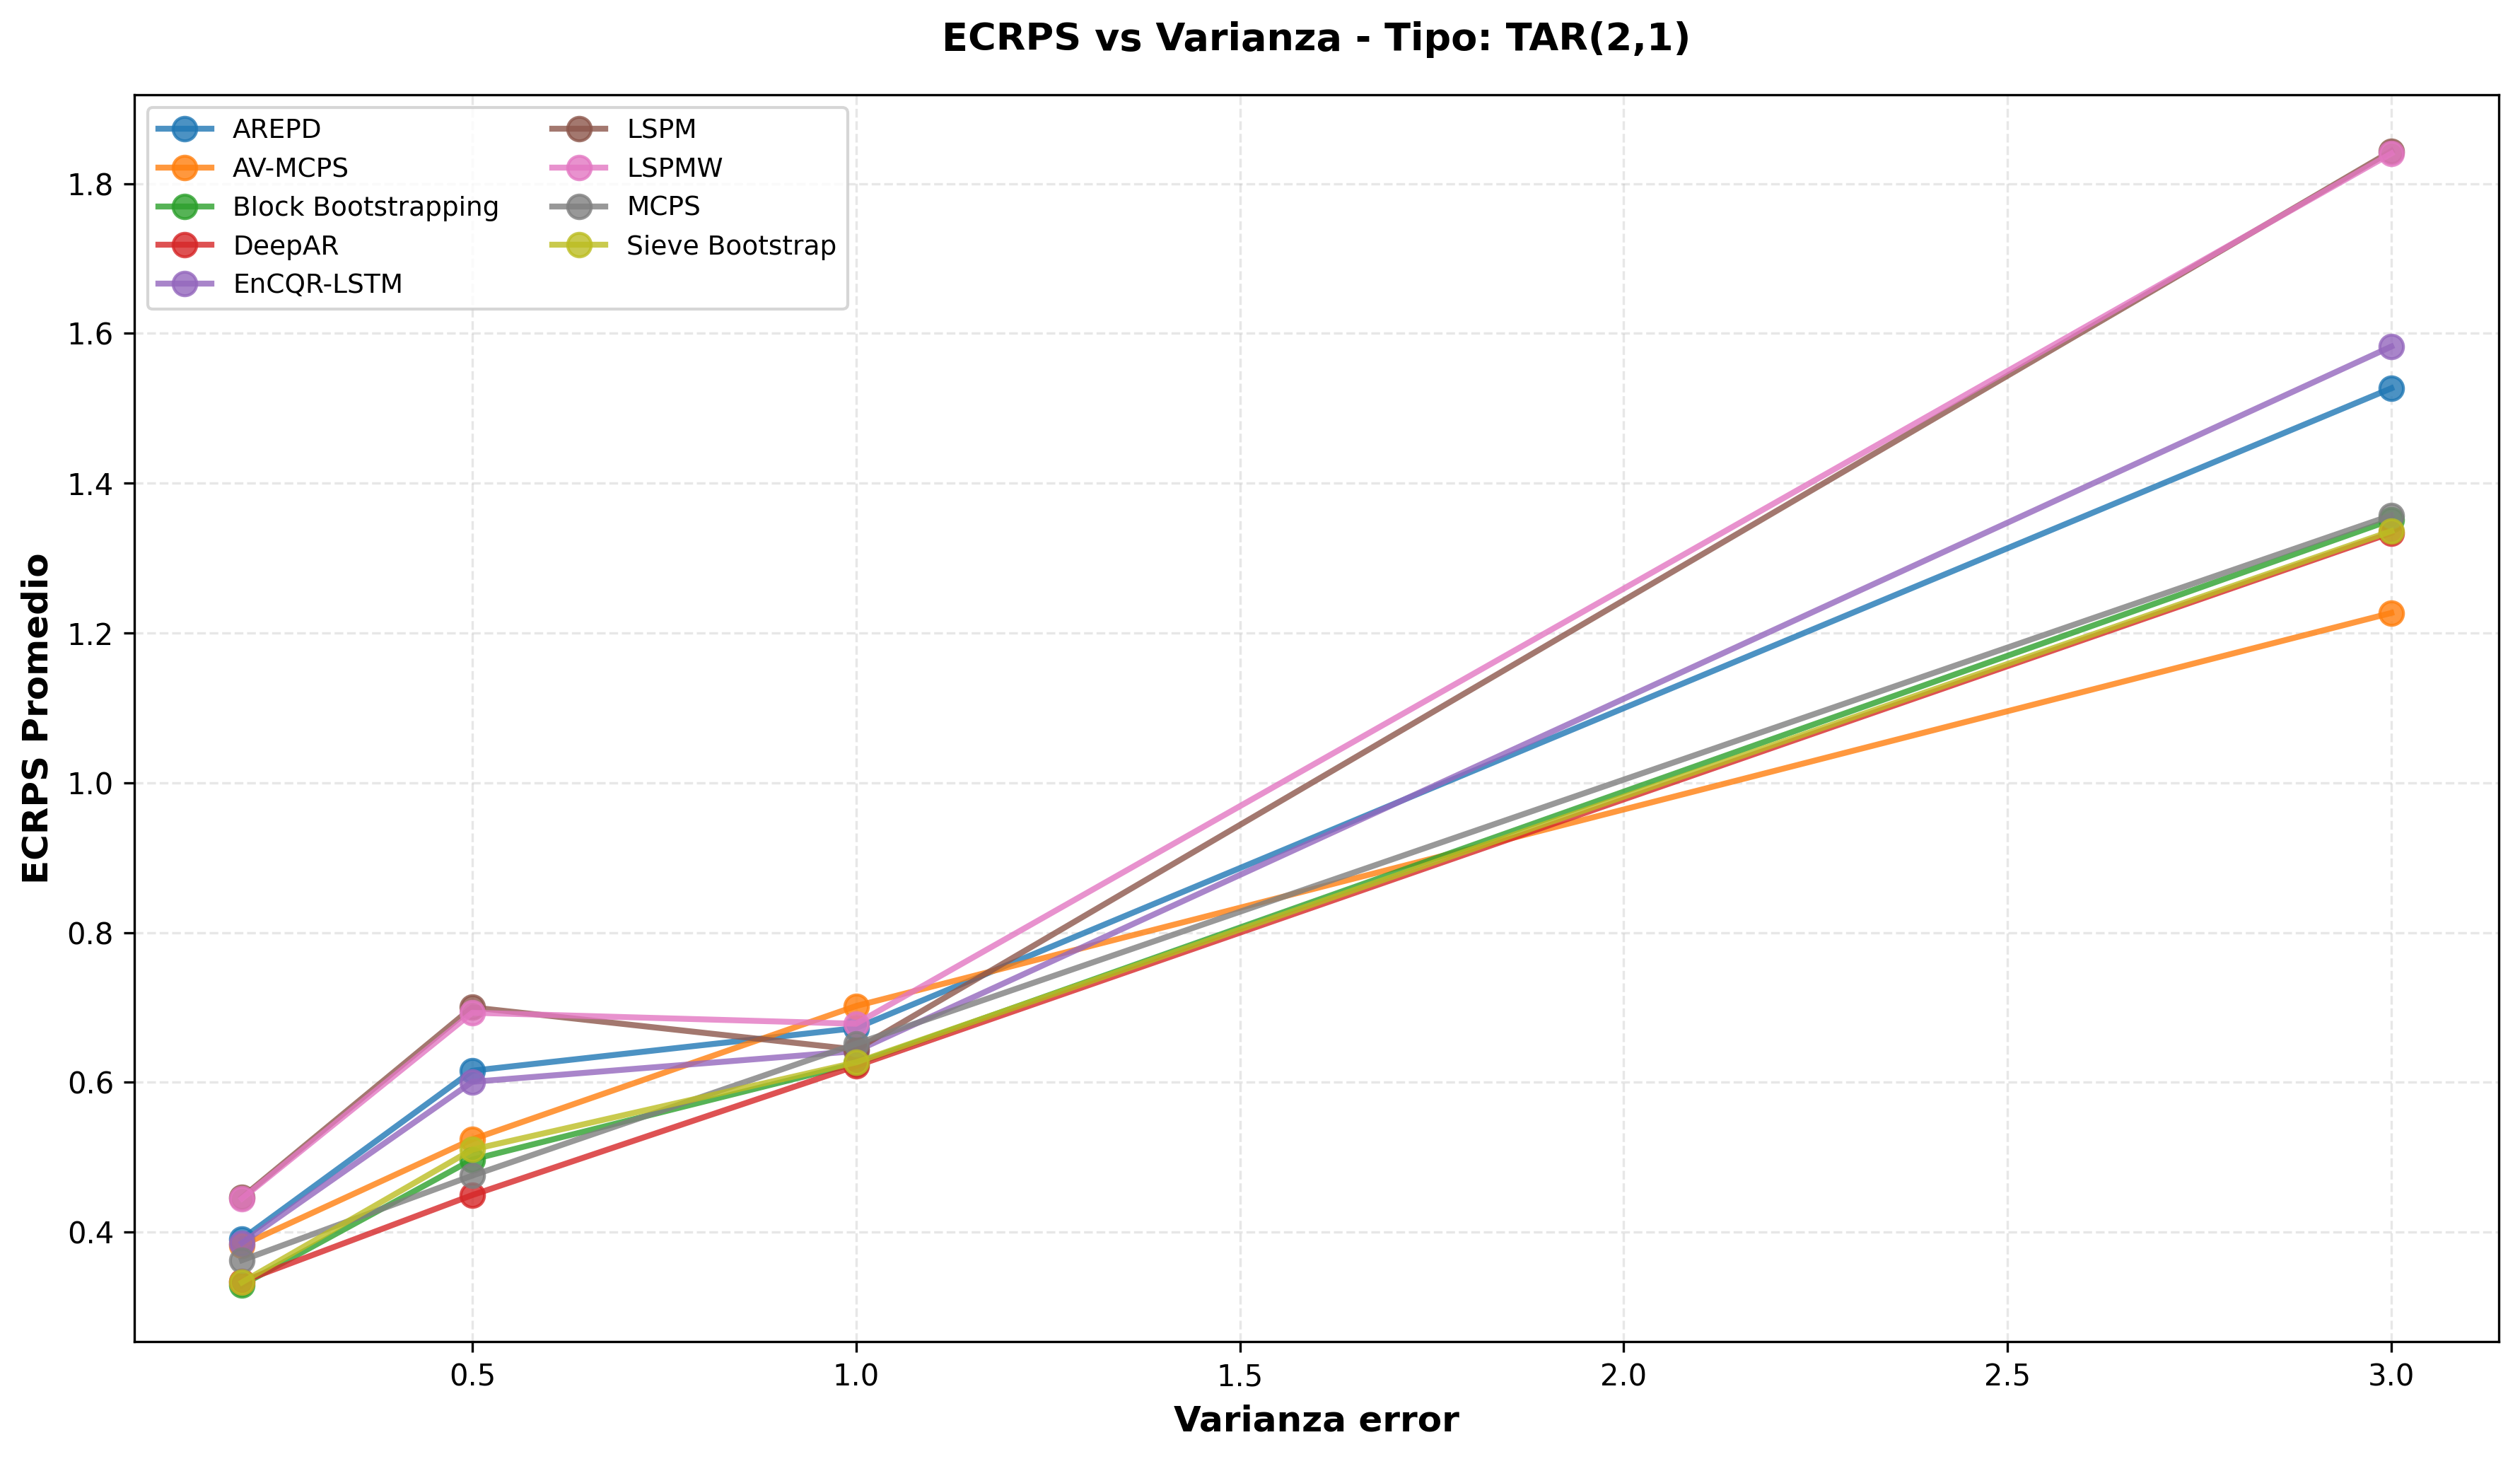 ECRPS vs Varianza - Tipo: TAR(2,1)
AREPD
AV-MCPS
Block Bootstrapping
DeepAR
EnCQR-LSTM
LSPM
LSPMW
MCPS
Sieve Bootstrap
ECRPS Promedio
1.8
1.6
1.4
1.2
1.0
0.8
0.6
0.4
0.5
1.0
1.5
2.0
2.5
3.0
Varianza error